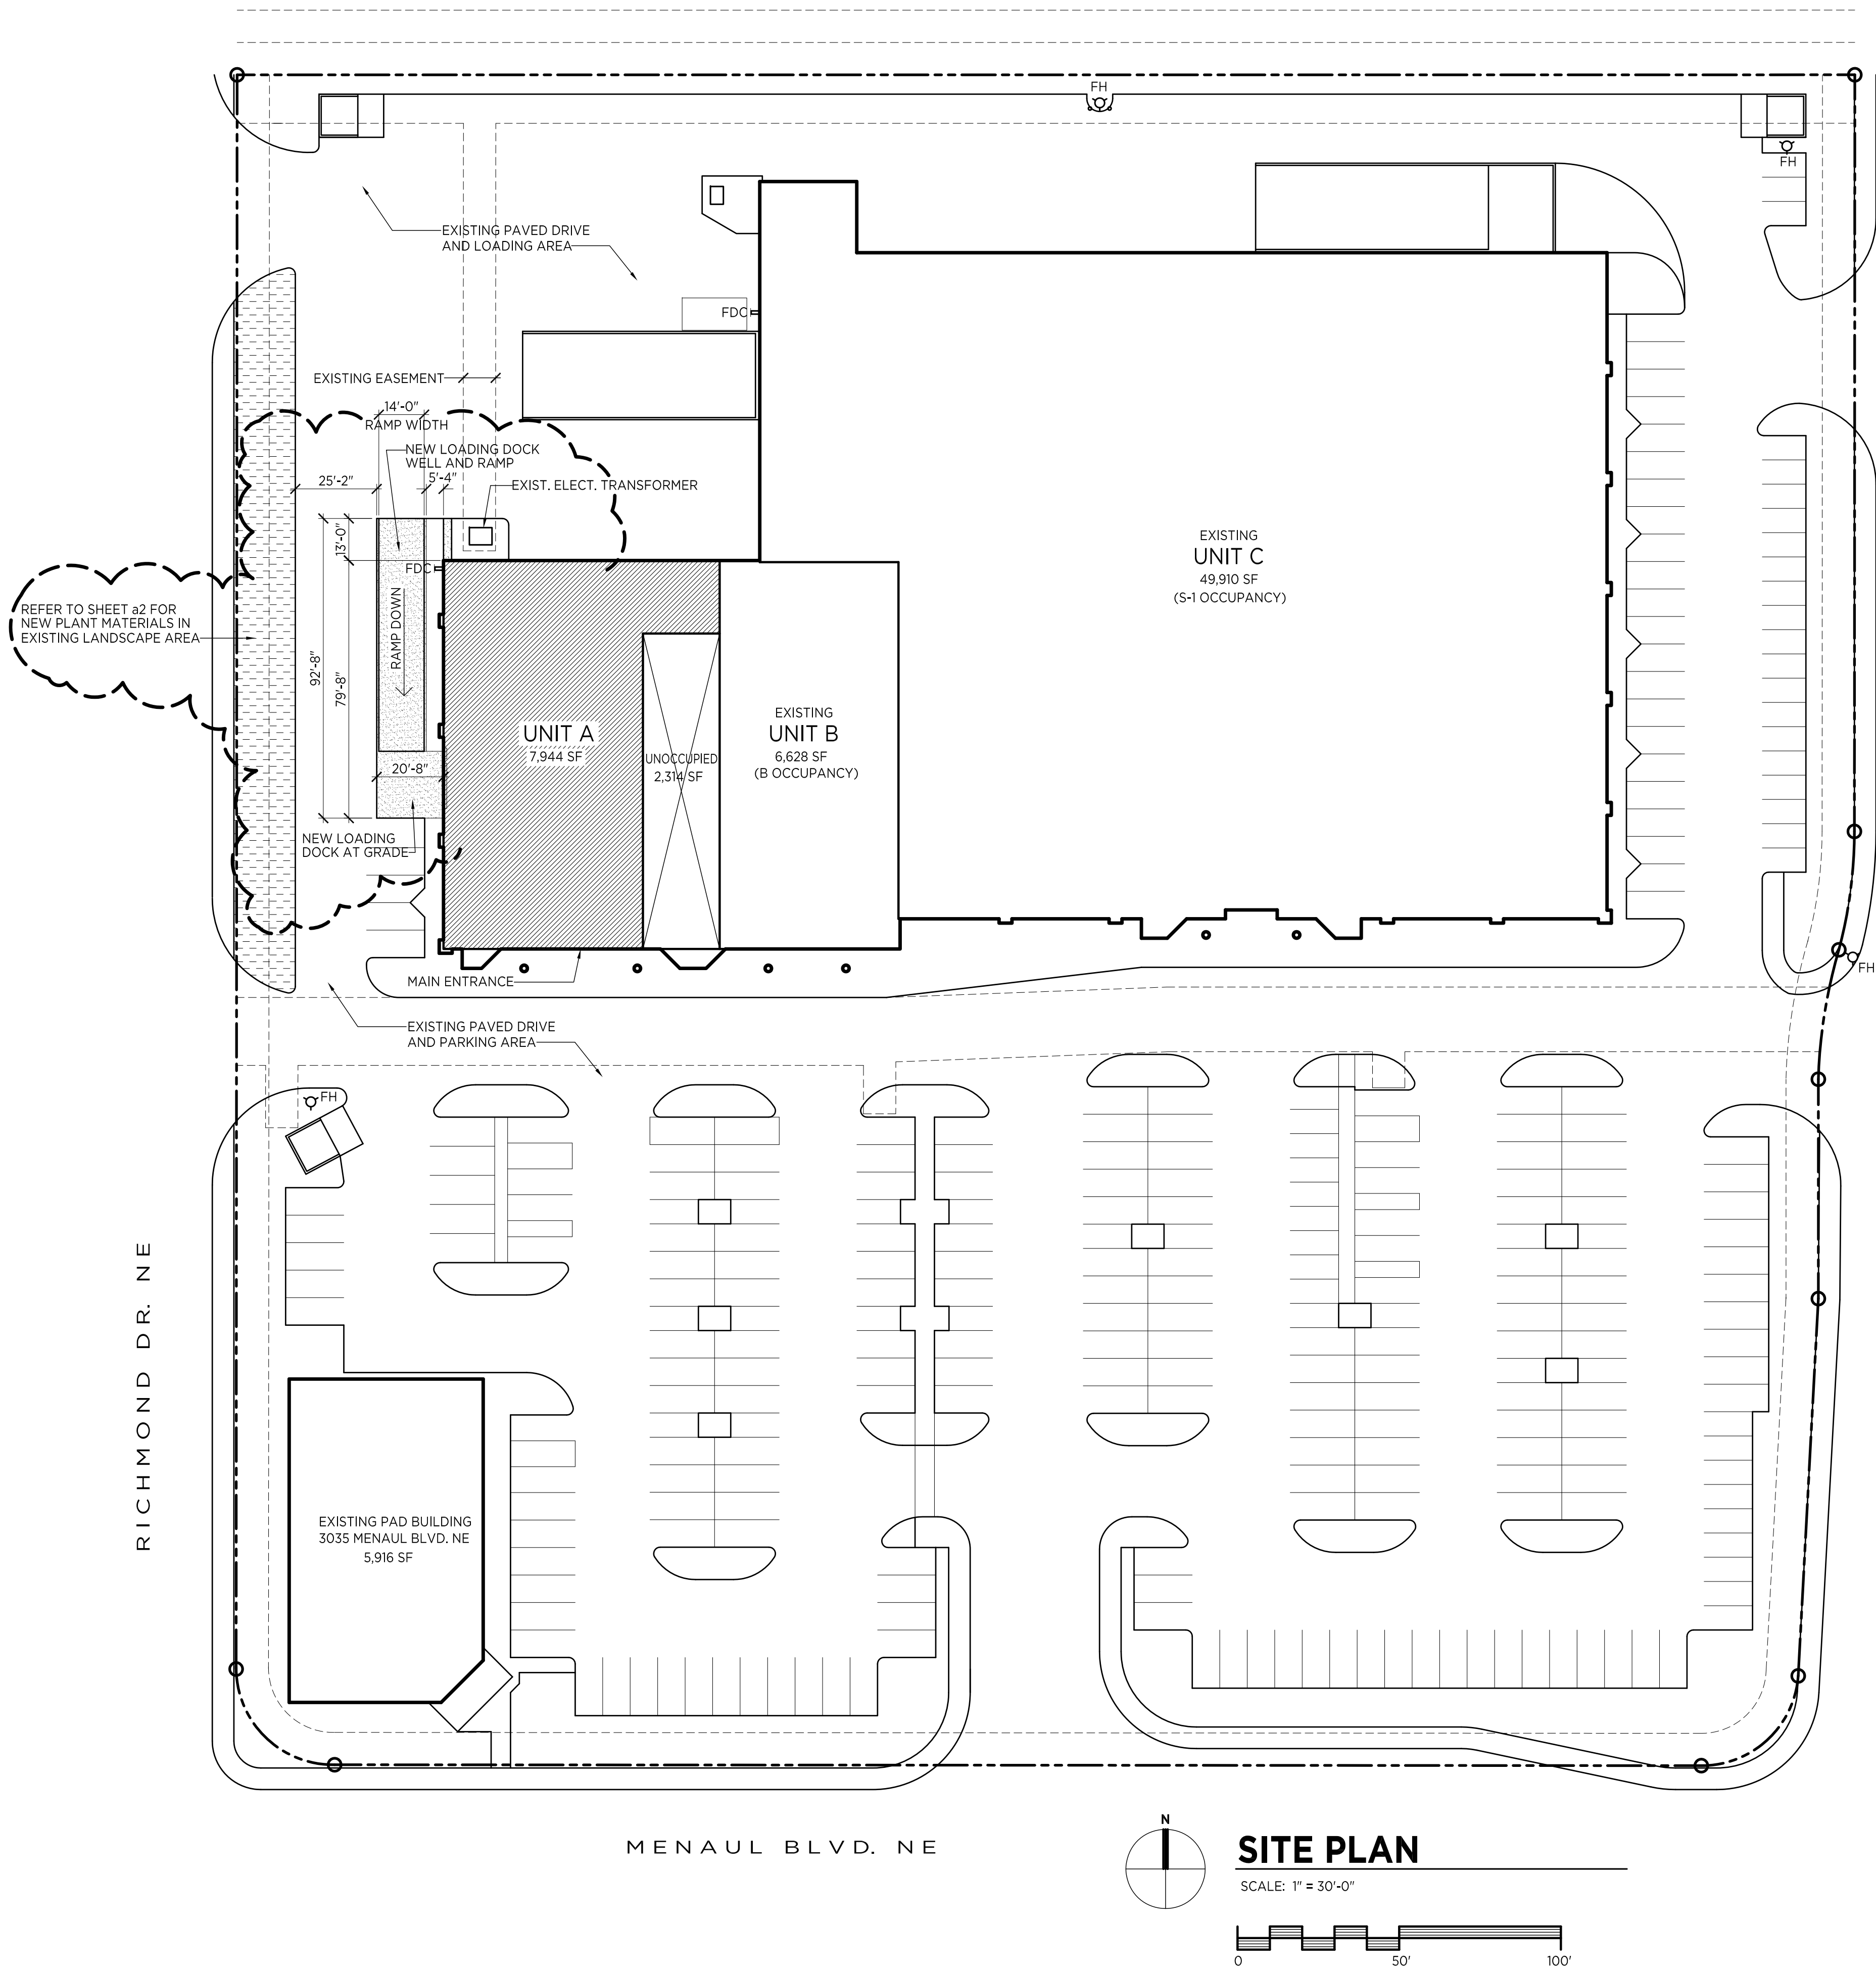 FH
FH
EXISTING PAVED DRIVE
AND LOADING AREA
FDC
EXISTING EASEMENT
14'-0"
RAMP WIDTH
NEW LOADING DOCK
WELL AND RAMP
25'-2"
5'-4"
EXIST. ELECT. TRANSFORMER
13'-0"
FDC
RAMP DOWN
92'-8"
79'-8"
REFER TO SHEET a2 FOR
NEW PLANT MATERIALS IN
EXISTING LANDSCAPE AREA
EXISTING
UNIT C
49,910 SF
(S-1 OCCUPANCY)
UNIT A
7,944 SF
UNOCCUPIED
2,314 SF
EXISTING
UNIT B
6,628 SF
(B OCCUPANCY)
20'-8"
NEW LOADING
DOCK AT GRADE
MAIN ENTRANCE
FH
EXISTING PAVED DRIVE
AND PARKING AREA
FH
RICHMOND DR. NE
EXISTING PAD BUILDING
3035 MENAUL BLVD. NE
5,916 SF
MENAUL BLVD. NE
N
SITE PLAN
SCALE: 1" = 30'-0"
0 50' 100'